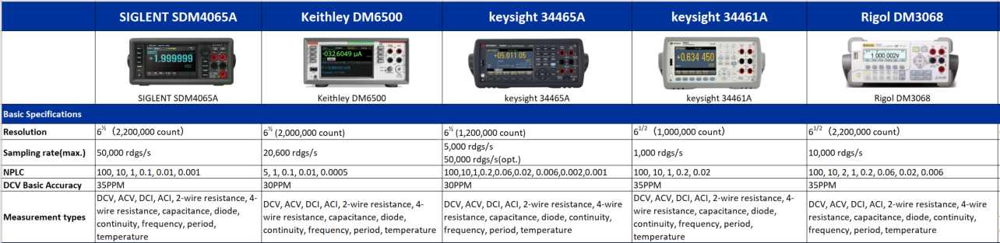 SIGLENT SDM4065A Keithley DM6500 keysight 34465A keysight 34461A Rigol DM3068
+1.999999 VDC -032.6049 µA +05.011 05 +0.634 450 1 000.002V
SIGLENT SDM4065A Keithley DM6500 keysight 34465A keysight 34461A Rigol DM3068
Basic Specifications
Resolution 6½ (2,200,000 count) 6½ (2,000,000 count) 6½ (1,200,000 count) 61/2 (1,000,000 count) 61/2 (2,200,000 count)
Sampling rate(max.) 50,000 rdgs/s 20,600 rdgs/s 5,000 rdgs/s 1,000 rdgs/s 10,000 rdgs/s
50,000 rdgs/s(opt.)
NPLC 100, 10, 1, 0.1, 0.01, 0.001 5, 1, 0.1, 0.01, 0.0005 100,10,1,0.2,0.06,0.02, 0.006,0.002,0.001 100, 10, 1, 0.2, 0.02 100, 10, 2, 1, 0.2, 0.06, 0.02, 0.006
DCV Basic Accuracy 35PPM 30PPM 30PPM 35PPM 35PPM
Measurement types
DCV, ACV, DCI, ACI, 2-wire resistance, 4-
wire resistance, capacitance, diode,
continuity, frequency, period,
temperature
DCV, ACV, DCI, ACI, 2-wire resistance, 4-
wire resistance, capacitance, diode,
continuity, frequency, period, temperature
DCV, ACV, DCI, ACI, 2-wire resistance, 4-wire
resistance, capacitance, diode, continuity,
frequency, period, temperature
DCV, ACV, DCI, ACI, 2-wire resistance, 4-
wire resistance, capacitance, diode,
continuity, frequency, period,
temperature
DCV, ACV, DCI, ACI, 2-wire resistance, 4-wire
resistance, capacitance, diode, continuity,
frequency, period, temperature